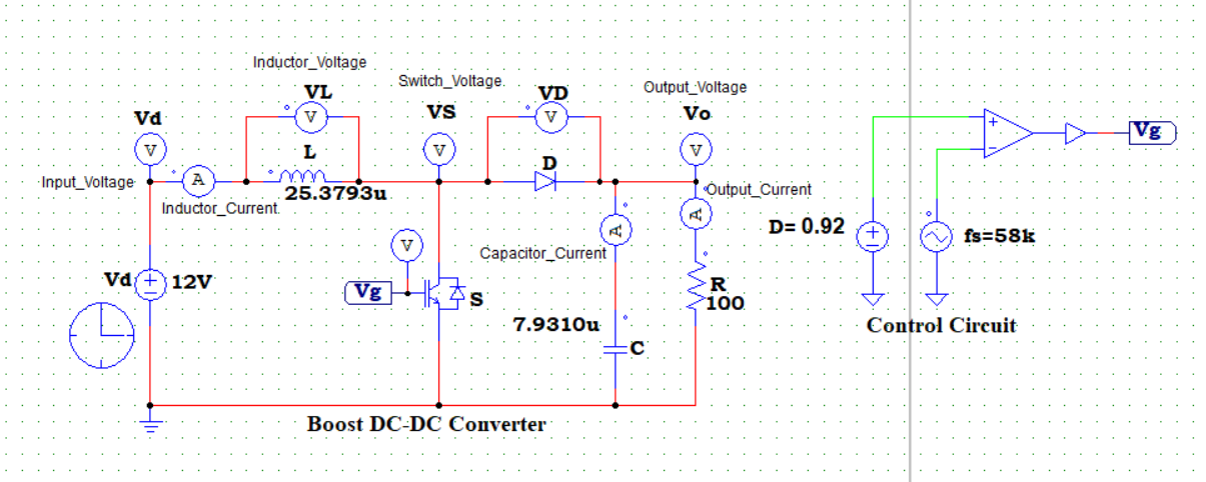 Inductor_Voltage
VL
V
Switch_Voltage
VS
V
VD
V
Output_Voltage
Vo
V
Vd
V
Input_Voltage
A
Inductor_Current
L
25.3793u
D
Output_Current
A
A
Capacitor_Current
Vd
12V
V
Vg
S
R
100
7.9310u
C
Boost DC-DC Converter
D= 0.92
fs=58k
Vg
Control Circuit